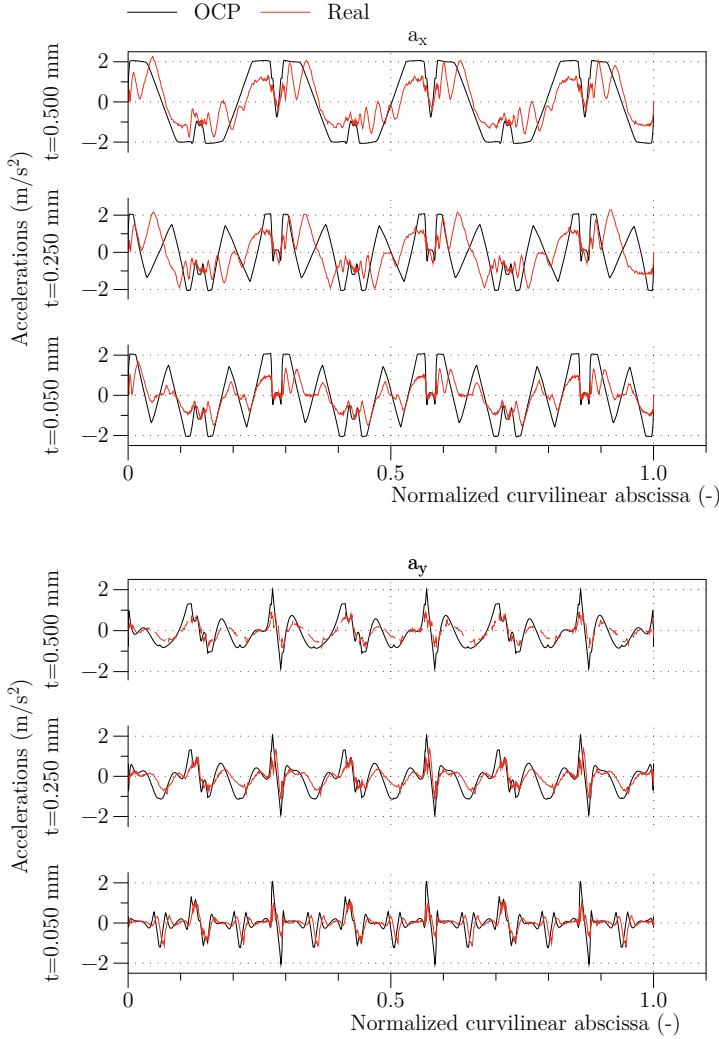 OCP Real
a_x
t=0.500 mm
2
0
−2
Accelerations (m/s²)
t=0.250 mm
2
0
−2
t=0.050 mm
2
0
−2
0 0.5 1.0
Normalized curvilinear abscissa (-)
a_y
t=0.500 mm
2
0
−2
Accelerations (m/s²)
t=0.250 mm
2
0
−2
t=0.050 mm
2
0
−2
0 0.5 1.0
Normalized curvilinear abscissa (-)